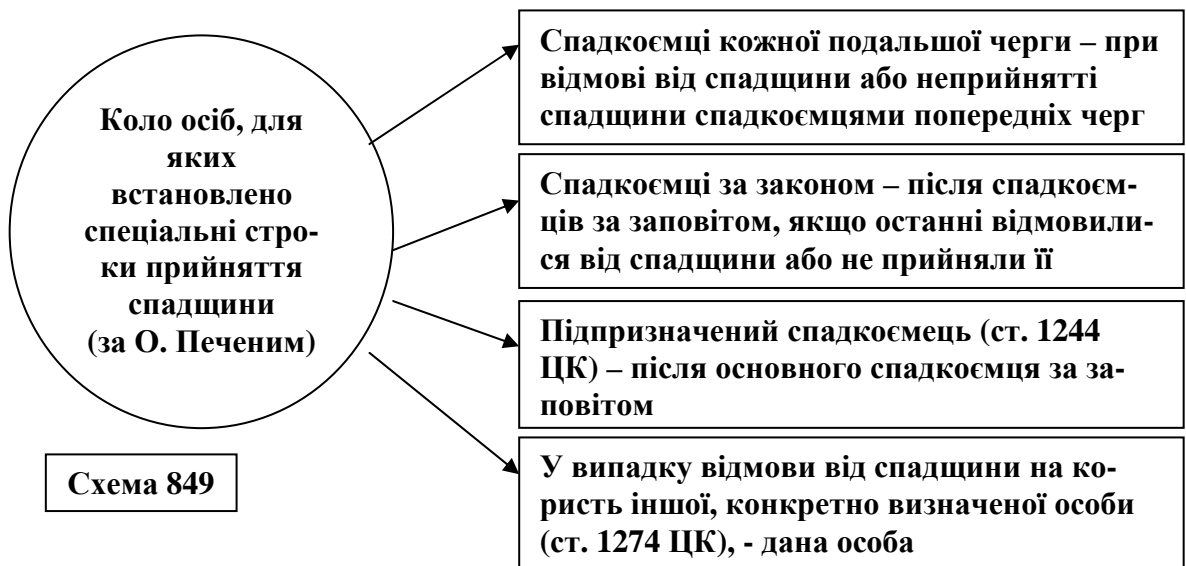 Коло осіб, для
яких
встановлено
спеціальні стро-
ки прийняття
спадщини
(за О. Печеним)
Схема 849
Спадкоємці кожної подальшої черги – при
відмові від спадщини або неприйнятті
спадщини спадкоємцями попередніх черг
Спадкоємці за законом – після спадкоєм-
ців за заповітом, якщо останні відмовили-
ся від спадщини або не прийняли її
Підпризначений спадкоємець (ст. 1244
ЦК) – після основного спадкоємця за за-
повітом
У випадку відмови від спадщини на ко-
ристь іншої, конкретно визначеної особи
(ст. 1274 ЦК), - дана особа